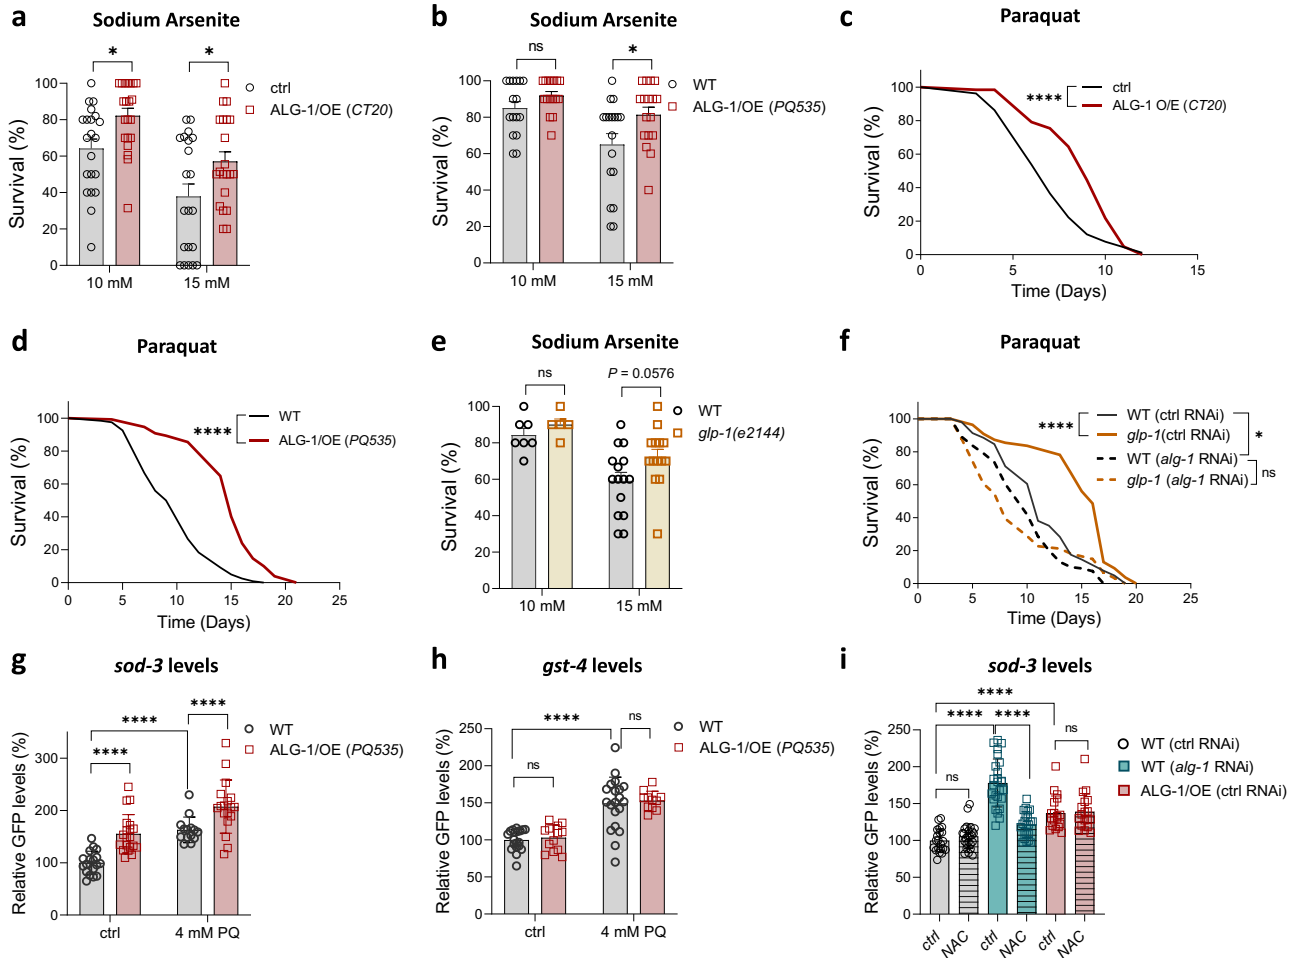 a
Sodium Arsenite
*
*
Survival (%)
100
80
60
40
20
0
10 mM
15 mM
ctrl
ALG-1/OE (CT20)
b
Sodium Arsenite
ns
*
Survival (%)
100
80
60
40
20
0
10 mM
15 mM
WT
ALG-1/OE (PQ535)
c
Paraquat
Survival (%)
100
80
60
40
20
0
0
5
10
15
Time (Days)
****
ctrl
ALG-1 O/E (CT20)
d
Paraquat
Survival (%)
100
80
60
40
20
0
0
5
10
15
20
25
Time (Days)
****
WT
ALG-1/OE (PQ535)
e
Sodium Arsenite
ns
P = 0.0576
Survival (%)
100
80
60
40
20
0
10 mM
15 mM
WT
glp-1(e2144)
f
Paraquat
Survival (%)
100
80
60
40
20
0
0
5
10
15
20
25
Time (Days)
****
WT (ctrl RNAi)
glp-1(ctrl RNAi)
WT (alg-1 RNAi)
glp-1 (alg-1 RNAi)
*
ns
g
sod-3 levels
****
****
****
Relative GFP levels (%)
300
200
100
0
ctrl
4 mM PQ
WT
ALG-1/OE (PQ535)
h
gst-4 levels
****
ns
ns
Relative GFP levels (%)
250
200
150
100
50
0
ctrl
4 mM PQ
WT
ALG-1/OE (PQ535)
i
sod-3 levels
****
****
****
ns
ns
Relative GFP levels (%)
250
200
150
100
50
0
ctrl
NAC
ctrl
NAC
ctrl
NAC
WT (ctrl RNAi)
WT (alg-1 RNAi)
ALG-1/OE (ctrl RNAi)